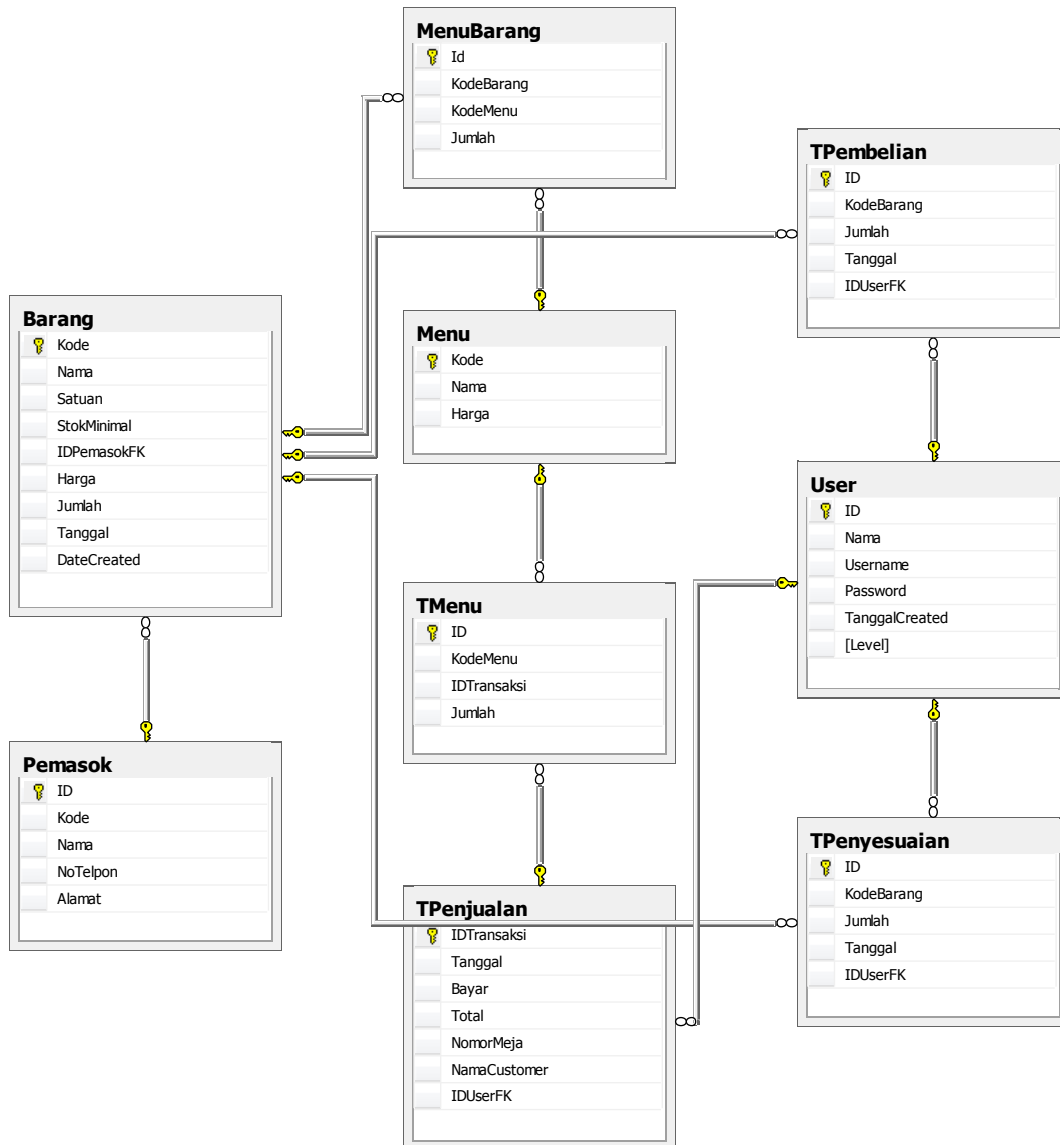 MenuBarang
Id
KodeBarang
KodeMenu
Jumlah
TPembelian
ID
KodeBarang
Jumlah
Tanggal
IDUserFK
Barang
Kode
Nama
Satuan
StokMinimal
IDPemasokFK
Harga
Jumlah
Tanggal
DateCreated
Menu
Kode
Nama
Harga
User
ID
Nama
Username
Password
TanggalCreated
[Level]
TMenu
ID
KodeMenu
IDTransaksi
Jumlah
Pemasok
ID
Kode
Nama
NoTelpon
Alamat
TPenjualan
IDTransaksi
Tanggal
Bayar
Total
NomorMeja
NamaCustomer
IDUserFK
TPenyesuaian
ID
KodeBarang
Jumlah
Tanggal
IDUserFK